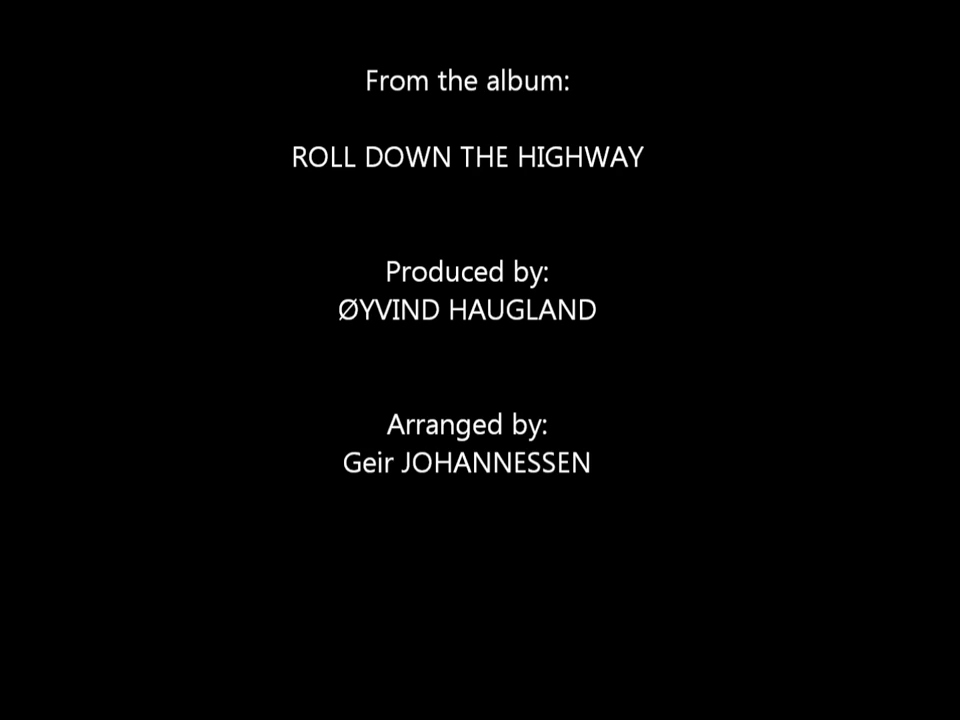 From the album:
ROLL DOWN THE HIGHWAY
Produced by:
ØYVIND HAUGLAND
Arranged by:
Geir JOHANNESSEN